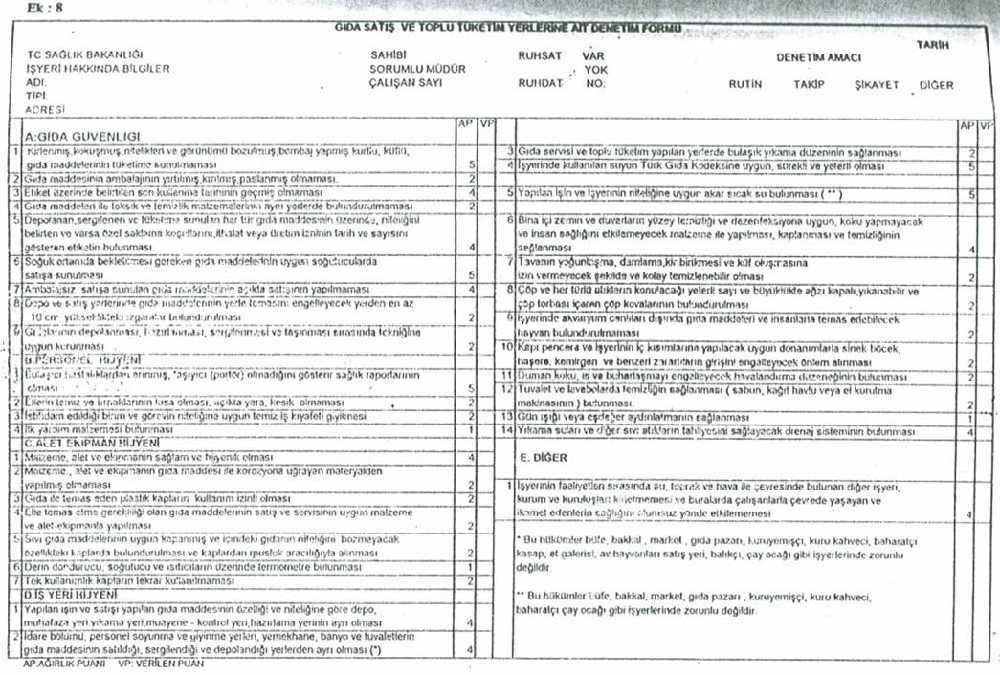 Ek : 8
GIDA SATIŞ VE TOPLU TÜKETİM YERLERİNE AİT DENETİM FORMU
TC SAĞLIK BAKANLIĞI
İŞYERİ HAKKINDA BİLGİLER
ADI:
TİPİ:
ADRESİ
SAHİBİ
SORUMLU MÜDÜR
ÇALIŞAN SAYI
RUHSAT VAR
YOK
RUHDAT NO:
TARİH
DENETİM AMACI
RUTİN TAKİP ŞİKAYET DİĞER
AP VP
A:GIDA GUVENLIGI
1 Kirlenmiş,kokuşmuş,nitelikleri ve görünümü bozulmuş,bombaj yapmış kurtlu, küflü,
gıda maddelerinin tüketime sunulmaması 5
2 Gıda maddesinin ambalajının yırtılmış,kırılmış,paslanmış olmaması. 2
3 Etiket üzerinde belirtilen son kullanma tarihinin geçmiş olmaması 4
4 Gıda maddeleri ile toksik ve temizlik malzemelerinin aynı yerlerde bulundurulmaması 2
5 Depolanan,sergilenen ve tüketime sunulan her tür gıda maddesinin üzerinde, niteliğini
belirten ve varsa özel saklama koşullarını,ithalat veya üretim izninin tarih ve sayısını
gösteren etiketin bulunması. 4
6 Soğuk ortamda bekletilmesi gereken gıda maddelerinin uygun soğutucularda
satışa sunulması 5
7 Ambalajsız satışa sunulan gıda maddelerinin açıkta satışının yapılmaması 4
8 Depo ve satış yerlerinde gıda maddelerinin yerle temasını engelleyecek yerden en az
10 cm yükseklikteki ızgaralar bulundurulması 2
9 Gıdalarının depolanması, hazırlanması, sergilenmesi ve taşınması sırasında tekniğine
uygun korunması 2
B.PERSONEL HİJYENİ
1 Bulaşıcı hastalıklardan arınmış, taşıyıcı (portör) olmadığını gösterir sağlık raporlarının
olması 5
2 Ellerin temiz ve tırnaklarının kısa olması, açıkta yara, kesik olmaması 2
3 İstihdam edildiği birim ve görevin niteliğine uygun temiz iş kıyafeti giyilmesi 2
4 İlk yardım malzemesi bulunması 1
C.ALET EKIPMAN HIJYENİ
1 Malzeme, alet ve ekipmanın sağlam ve hijyenik olması 4
2 Malzeme , alet ve ekipmanın gıda maddesi ile korozyona uğrayan materyalden
yapılmış olmaması 2
3 Gıda ile temas eden plastik kapların kullanım izinli olması 2
4 Elle temas etme gerekliliği olan gıda maddelerinin satış ve servisinin uygun malzeme
ve alet-ekipmanla yapılması 2
5 Sıvı gıda maddelerinin uygun kapanmış ve içindeki gıdanın niteliğini bozmayacak
özellikteki kaplarda bulundurulması ve kaplardan musluk aracılığıyla alınması 2
6 Derin dondurucu, soğutucu ve ısıtıcıların üzerinde termometre bulunması 1
7 Tek kullanımlık kapların tekrar kullanılmaması 2
D.İŞ YERİ HİJYENİ
1 Yapılan işin ve satışı yapılan gıda maddesinin özelliği ve niteliğine göre depo,
muhafaza yeri,yıkama yeri,muayene - kontrol yeri,hazırlama yerinin ayrı olması 4
2 İdare bölümü, personel soyunma ve giyinme yerleri, yemekhane, banyo ve tuvaletlerin
gıda maddesinin satıldığı, sergilendiği ve depolandığı yerlerden ayrı olması (*) 4
AP:AĞIRLIK PUANI VP: VERİLEN PUAN
AP VP
3 Gıda servisi ve toplu tüketim yapılan yerlerde bulaşık yıkama düzeninin sağlanması 2
4 İşyerinde kullanılan suyun Türk Gıda Kodeksine uygun, sürekli ve yeterli olması 5
5 Yapılan işin ve işyerinin niteliğine uygun akar sıcak su bulunması ( ** ) 5
6 Bina içi zemin ve duvarların yüzey temizliği ve dezenfeksiyona uygun, koku yapmayacak
ve insan sağlığını etkilemeyecek malzeme ile yapılması, kaplanması ve temizliğinin
sağlanması 4
7 Tavanın yoğunlaşma, damlama,kir birikmesi ve küf oluşmasına
izin vermeyecek şekilde ve kolay temizlenebilir olması 2
8 Çöp ve her türlü atıkların konulacağı yeterli sayı ve büyüklükte ağzı kapalı,yıkanabilir ve
çöp torbası içaren çöp kovalarının bulundurulması 2
9 İşyerinde akvaryum canlıları dışında gıda maddeleri ve insanlarla temas edebilecek
hayvan bulundurulmaması 2
10 Kapı pencera ve işyerinin iç kısımlarına yapılacak uygun donanımlarla sinek böcek,
haşere, kemirgen ve benzeri zararlıların girişini engelleyecek önlem alınması 2
11 Duman koku, is ve buharlaşmayı engelleyecek havalandırma düzeneğinin bulunması 2
12 Tuvalet ve lavabolarda temizliğin sağlanması ( sabun, kağıt havlu veya el kurutma
makinasının ) bulunması. 2
13 Gün ışığı veya eşdeğer aydınlatmanın sağlanması 1
14 Yıkama suları ve diğer sıvı atıkların tahliyesini sağlayacak drenaj sisteminin bulunması 4
E. DİĞER
1 İşyerinin faaliyetleri sırasında su, toprak ve hava ile çevresinde bulunan diğer işyeri,
kurum ve kuruluşları kirletmemesi ve buralarda çalışanlarla çevrede yaşayan ve
ikamet edenlerin sağlığını olumsuz yönde etkilememesi 4
* Bu hükümler büfe, bakkal , market , gıda pazarı, kuruyemişçi, kuru kahveci, baharatçı
kasap, et galerisi, av hayvanları satış yeri, balıkçı, çay ocağı gibi işyerlerinde zorunlu
değildir.
** Bu hükümler büfe, bakkal, market, gıda pazarı , kuruyemişçi, kuru kahveci,
baharatçı çay ocağı gibi işyerlerinde zorunlu değildir.